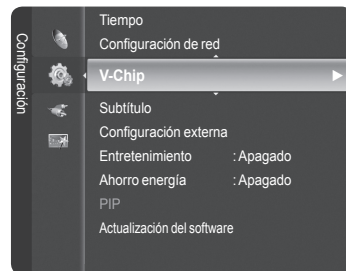 Configuración
Tiempo
Configuración de red
V-Chip
Subtítulo
Configuración externa
Entretenimiento : Apagado
Ahorro energía : Apagado
PIP
Actualización del software